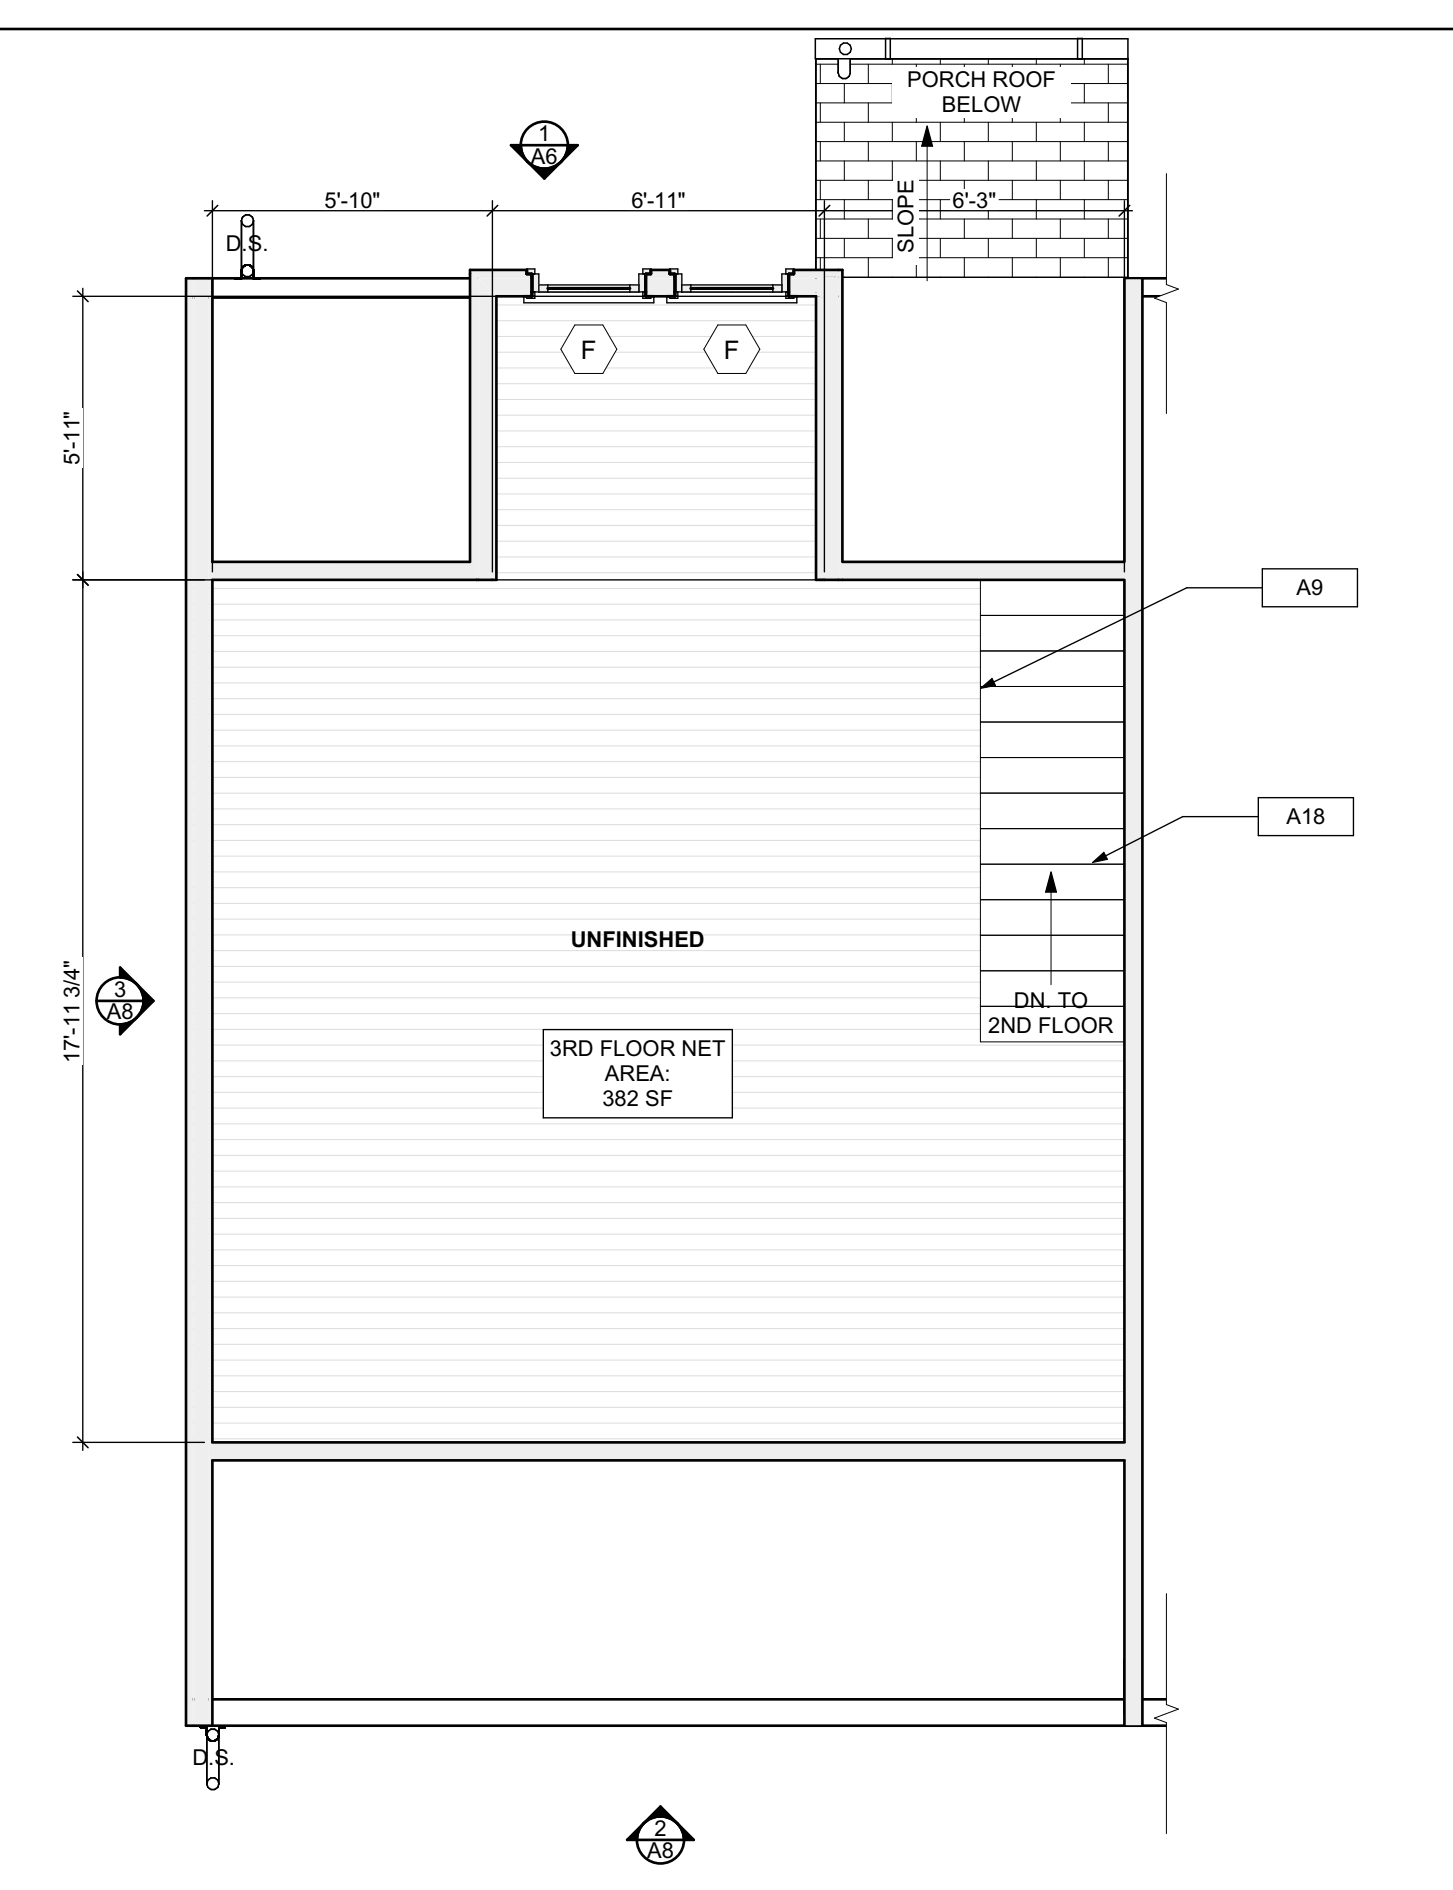 PORCH ROOF
BELOW
1
A6
5'-10"
6'-11"
6'-3"
SLOPE
D.S.
F
F
5'-11"
A9
A18
UNFINISHED
17'-11 3/4"
3
A8
DN. TO
2ND FLOOR
3RD FLOOR NET
AREA:
382 SF
D.S.
2
A8